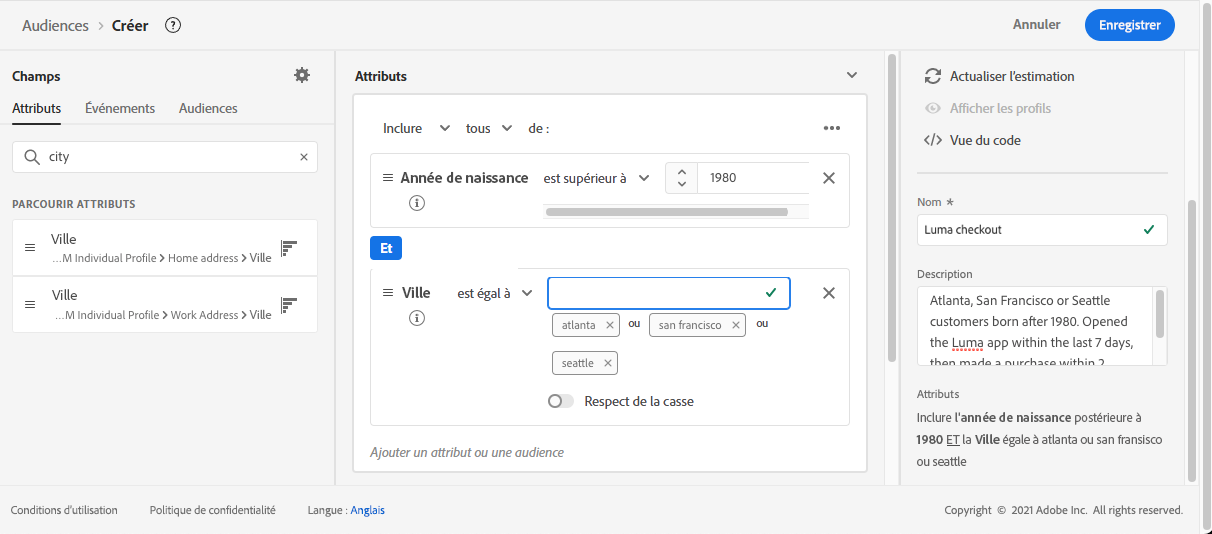 Audiences > Créer ?
Annuler
Enregistrer
Champs
Attributs Événements Audiences
city
PARCOURIR ATTRIBUTS
Ville
...M Individual Profile > Home address > Ville
Ville
...M Individual Profile > Work Address > Ville
Attributs
Inclure tous de :
Année de naissance est supérieur à 1980
Et
Ville est égal à
atlanta ou san francisco ou
seattle
Respect de la casse
Ajouter un attribut ou une audience
Actualiser l'estimation
Afficher les profils
</> Vue du code
Nom *
Luma checkout
Description
Atlanta, San Francisco or Seattle
customers born after 1980. Opened
the Luma app within the last 7 days,
then made a purchase within 2
Attributs
Inclure l'année de naissance postérieure à
1980 ET la Ville égale à atlanta ou san fransisco
ou seattle
Conditions d'utilisation Politique de confidentialité Langue : Anglais
Copyright © 2021 Adobe Inc. All rights reserved.